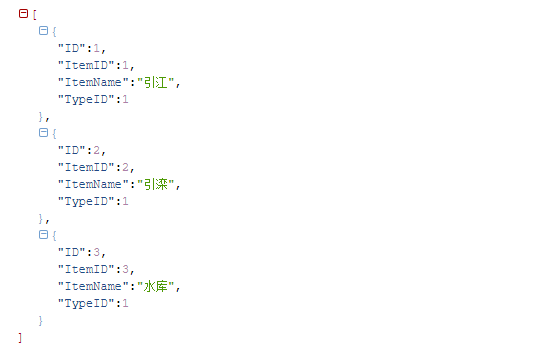 [
{
"ID":1,
"ItemID":1,
"ItemName":"引江",
"TypeID":1
},
{
"ID":2,
"ItemID":2,
"ItemName":"引滦",
"TypeID":1
},
{
"ID":3,
"ItemID":3,
"ItemName":"水库",
"TypeID":1
}
]